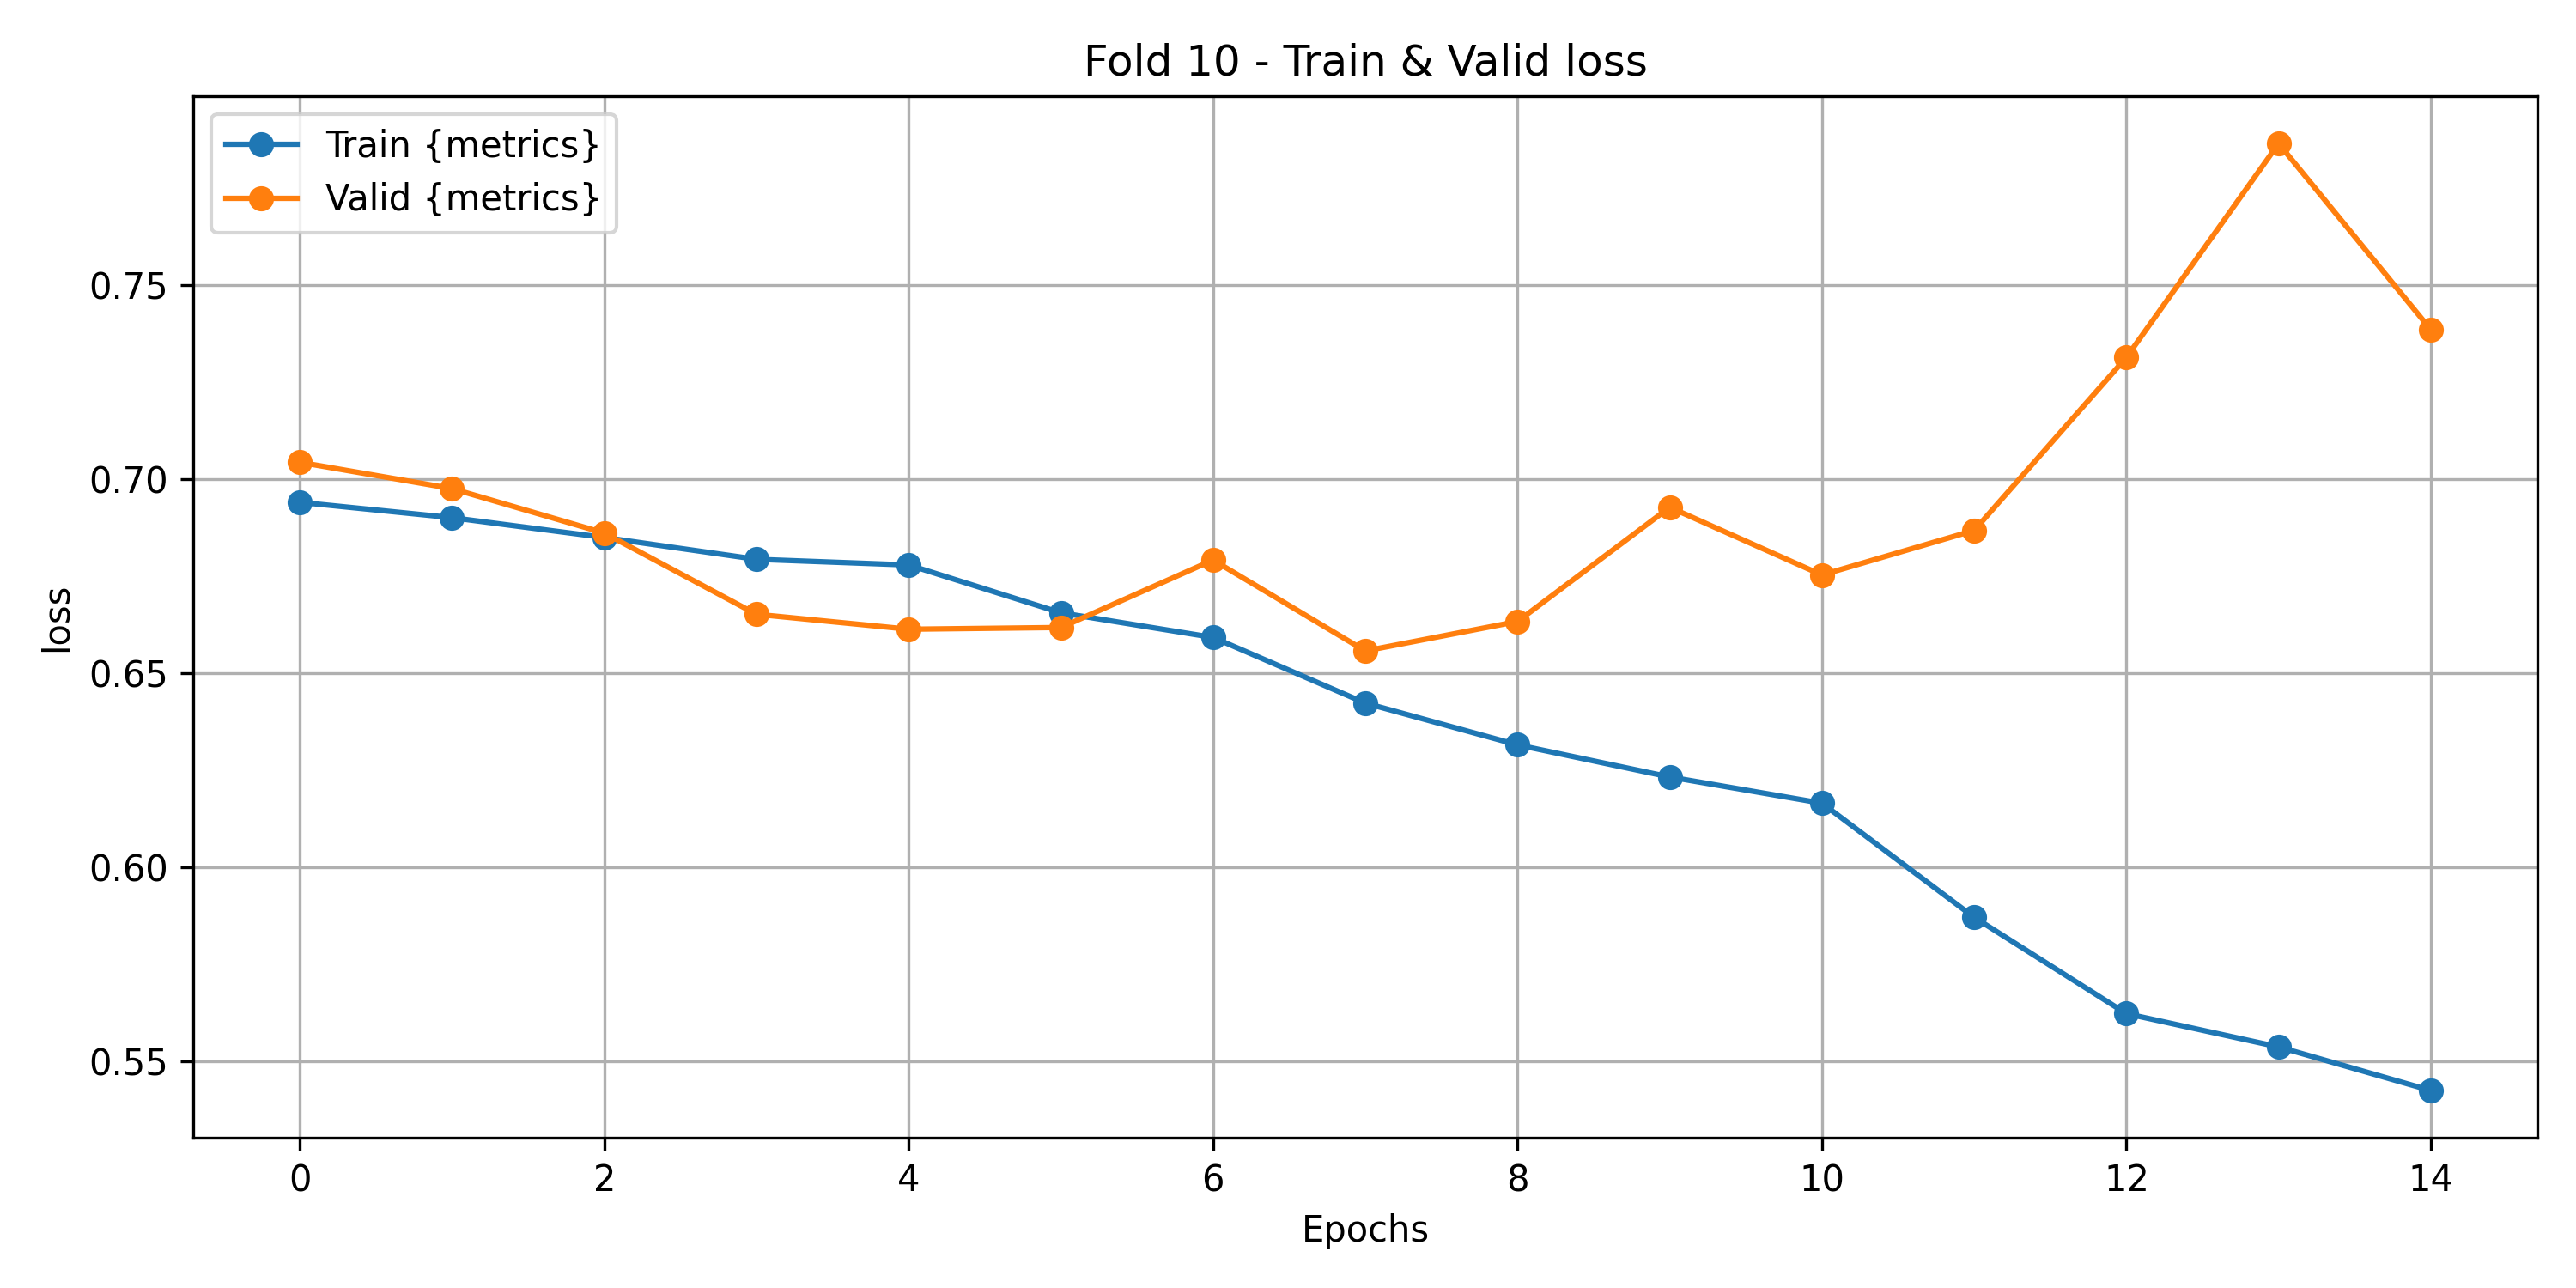 Fold 10 - Train & Valid loss
Train {metrics}
Valid {metrics}
0.75
0.70
0.65
0.60
0.55
loss
0 2 4 6 8 10 12 14
Epochs